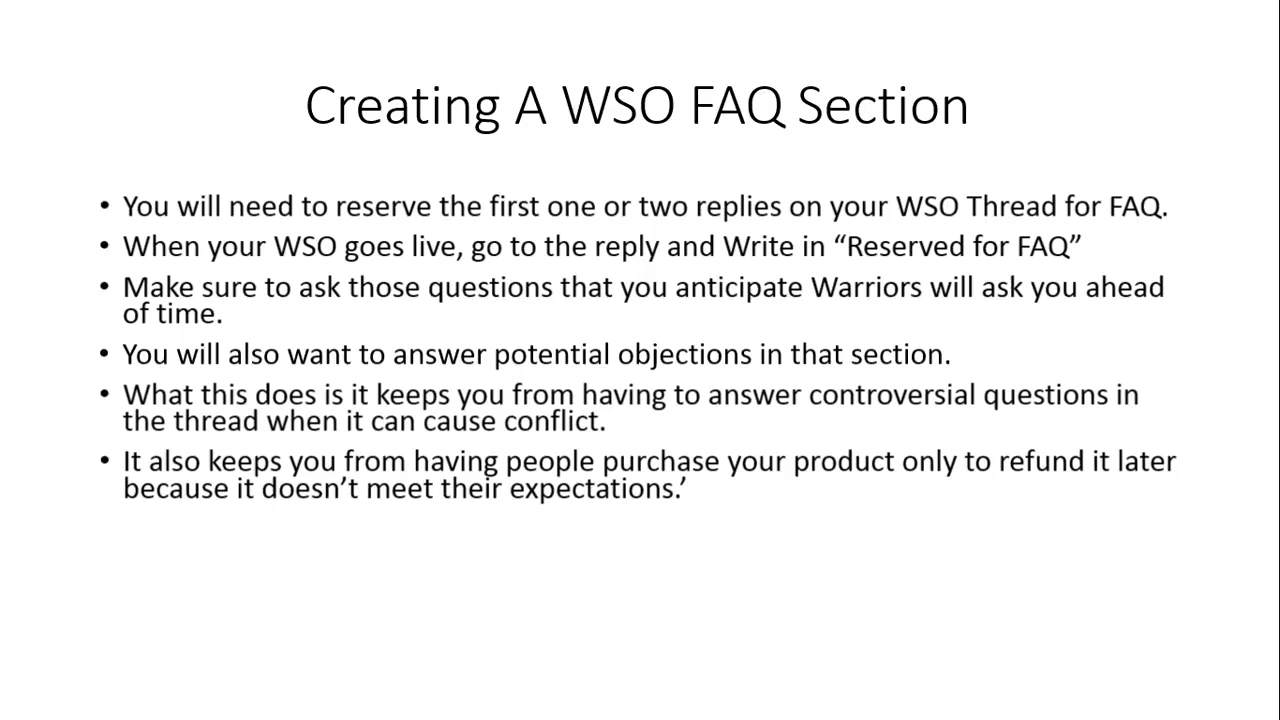 Creating A WSO FAQ Section
• You will need to reserve the first one or two replies on your WSO Thread for FAQ.
• When your WSO goes live, go to the reply and Write in “Reserved for FAQ”
• Make sure to ask those questions that you anticipate Warriors will ask you ahead
of time.
• You will also want to answer potential objections in that section.
• What this does is it keeps you from having to answer controversial questions in
the thread when it can cause conflict.
• It also keeps you from having people purchase your product only to refund it later
because it doesn’t meet their expectations.’